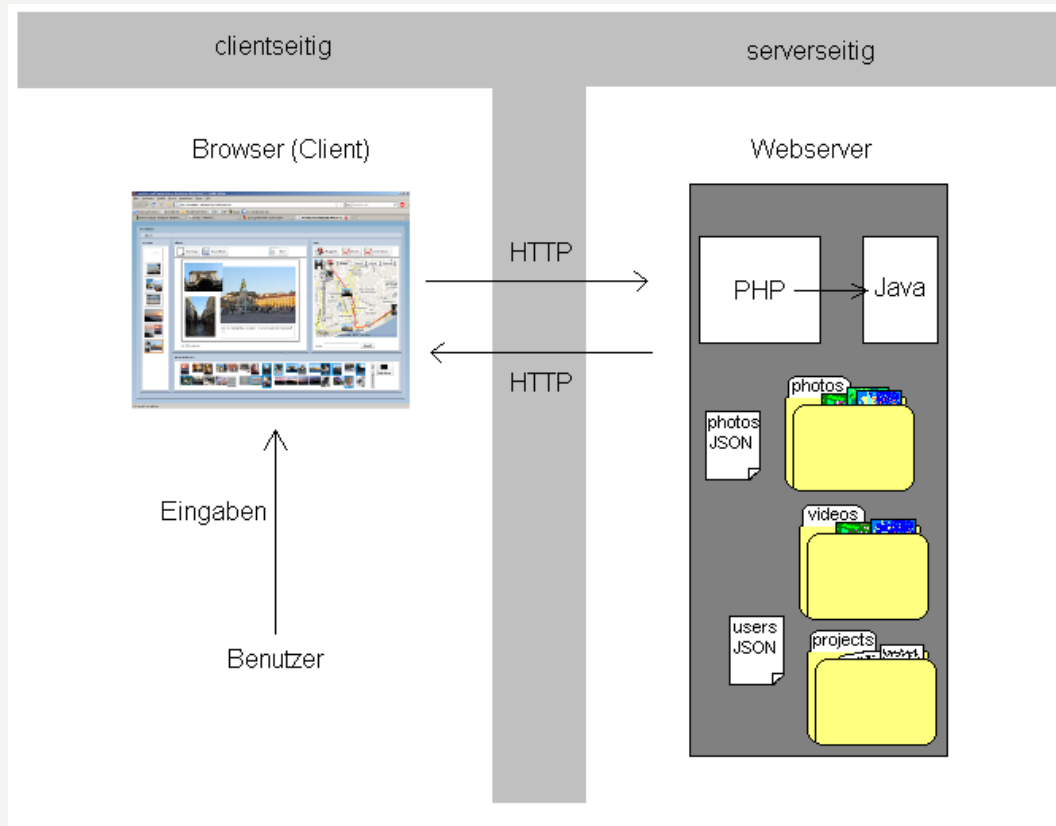 clientseitig
serverseitig
Browser (Client)
Webserver
HTTP
PHP
Java
HTTP
photos
photos
JSON
Eingaben
videos
users
JSON
projects
Benutzer